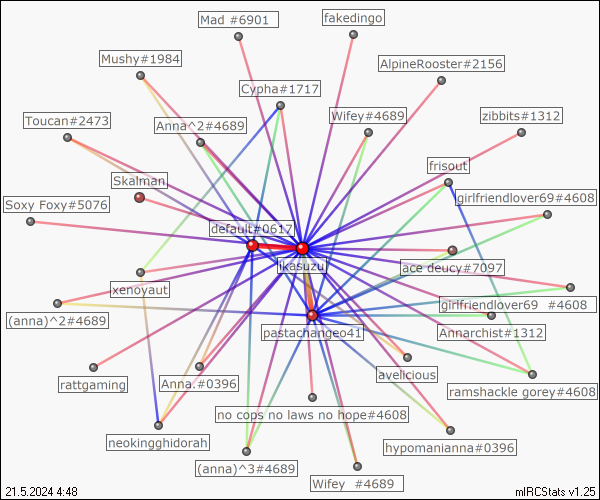 Mad #6901
fakedingo
Mushy#1984
AlpineRooster#2156
Cypha#1717
Toucan#2473
Anna^2#4689
Wifey#4689
zibbits#1312
frisout
Skalman
girlfriendlover69#4608
Soxy Foxy#5076
default#0617
ikasuzu
ace deucy#7097
xenoyaut
girlfriendlover69 #4608
(anna)^2#4689
pastachangeo41
Annarchist#1312
avelicious
rattgaming
Anna.#0396
ramshackle gorey#4608
no cops no laws no hope#4608
neokingghidorah
hypomanianna#0396
(anna)^3#4689
Wifey #4689
21.5.2024 4:48
mIRCStats v1.25